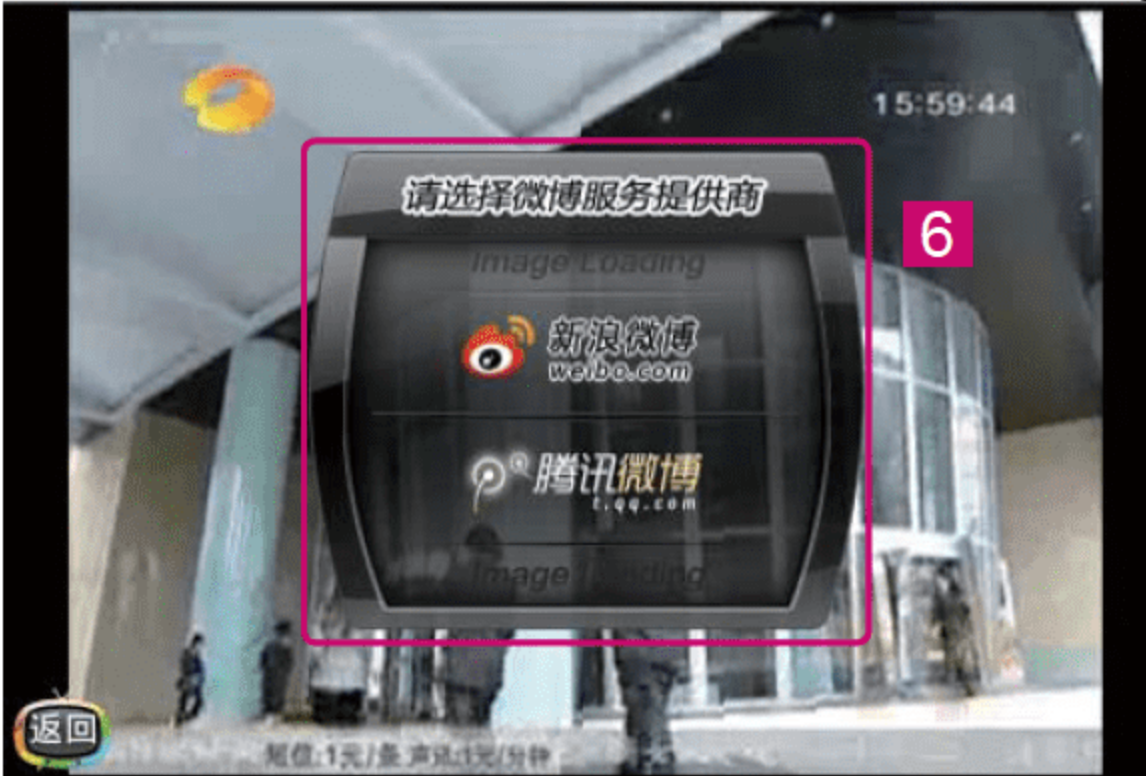 15:59:44
请选择微博服务提供商
6
Image Loading
新浪微博
weibo.com
腾讯微博
t.qq.com
Image Loading
返回
短信:1元/条 声讯:1元/分钟